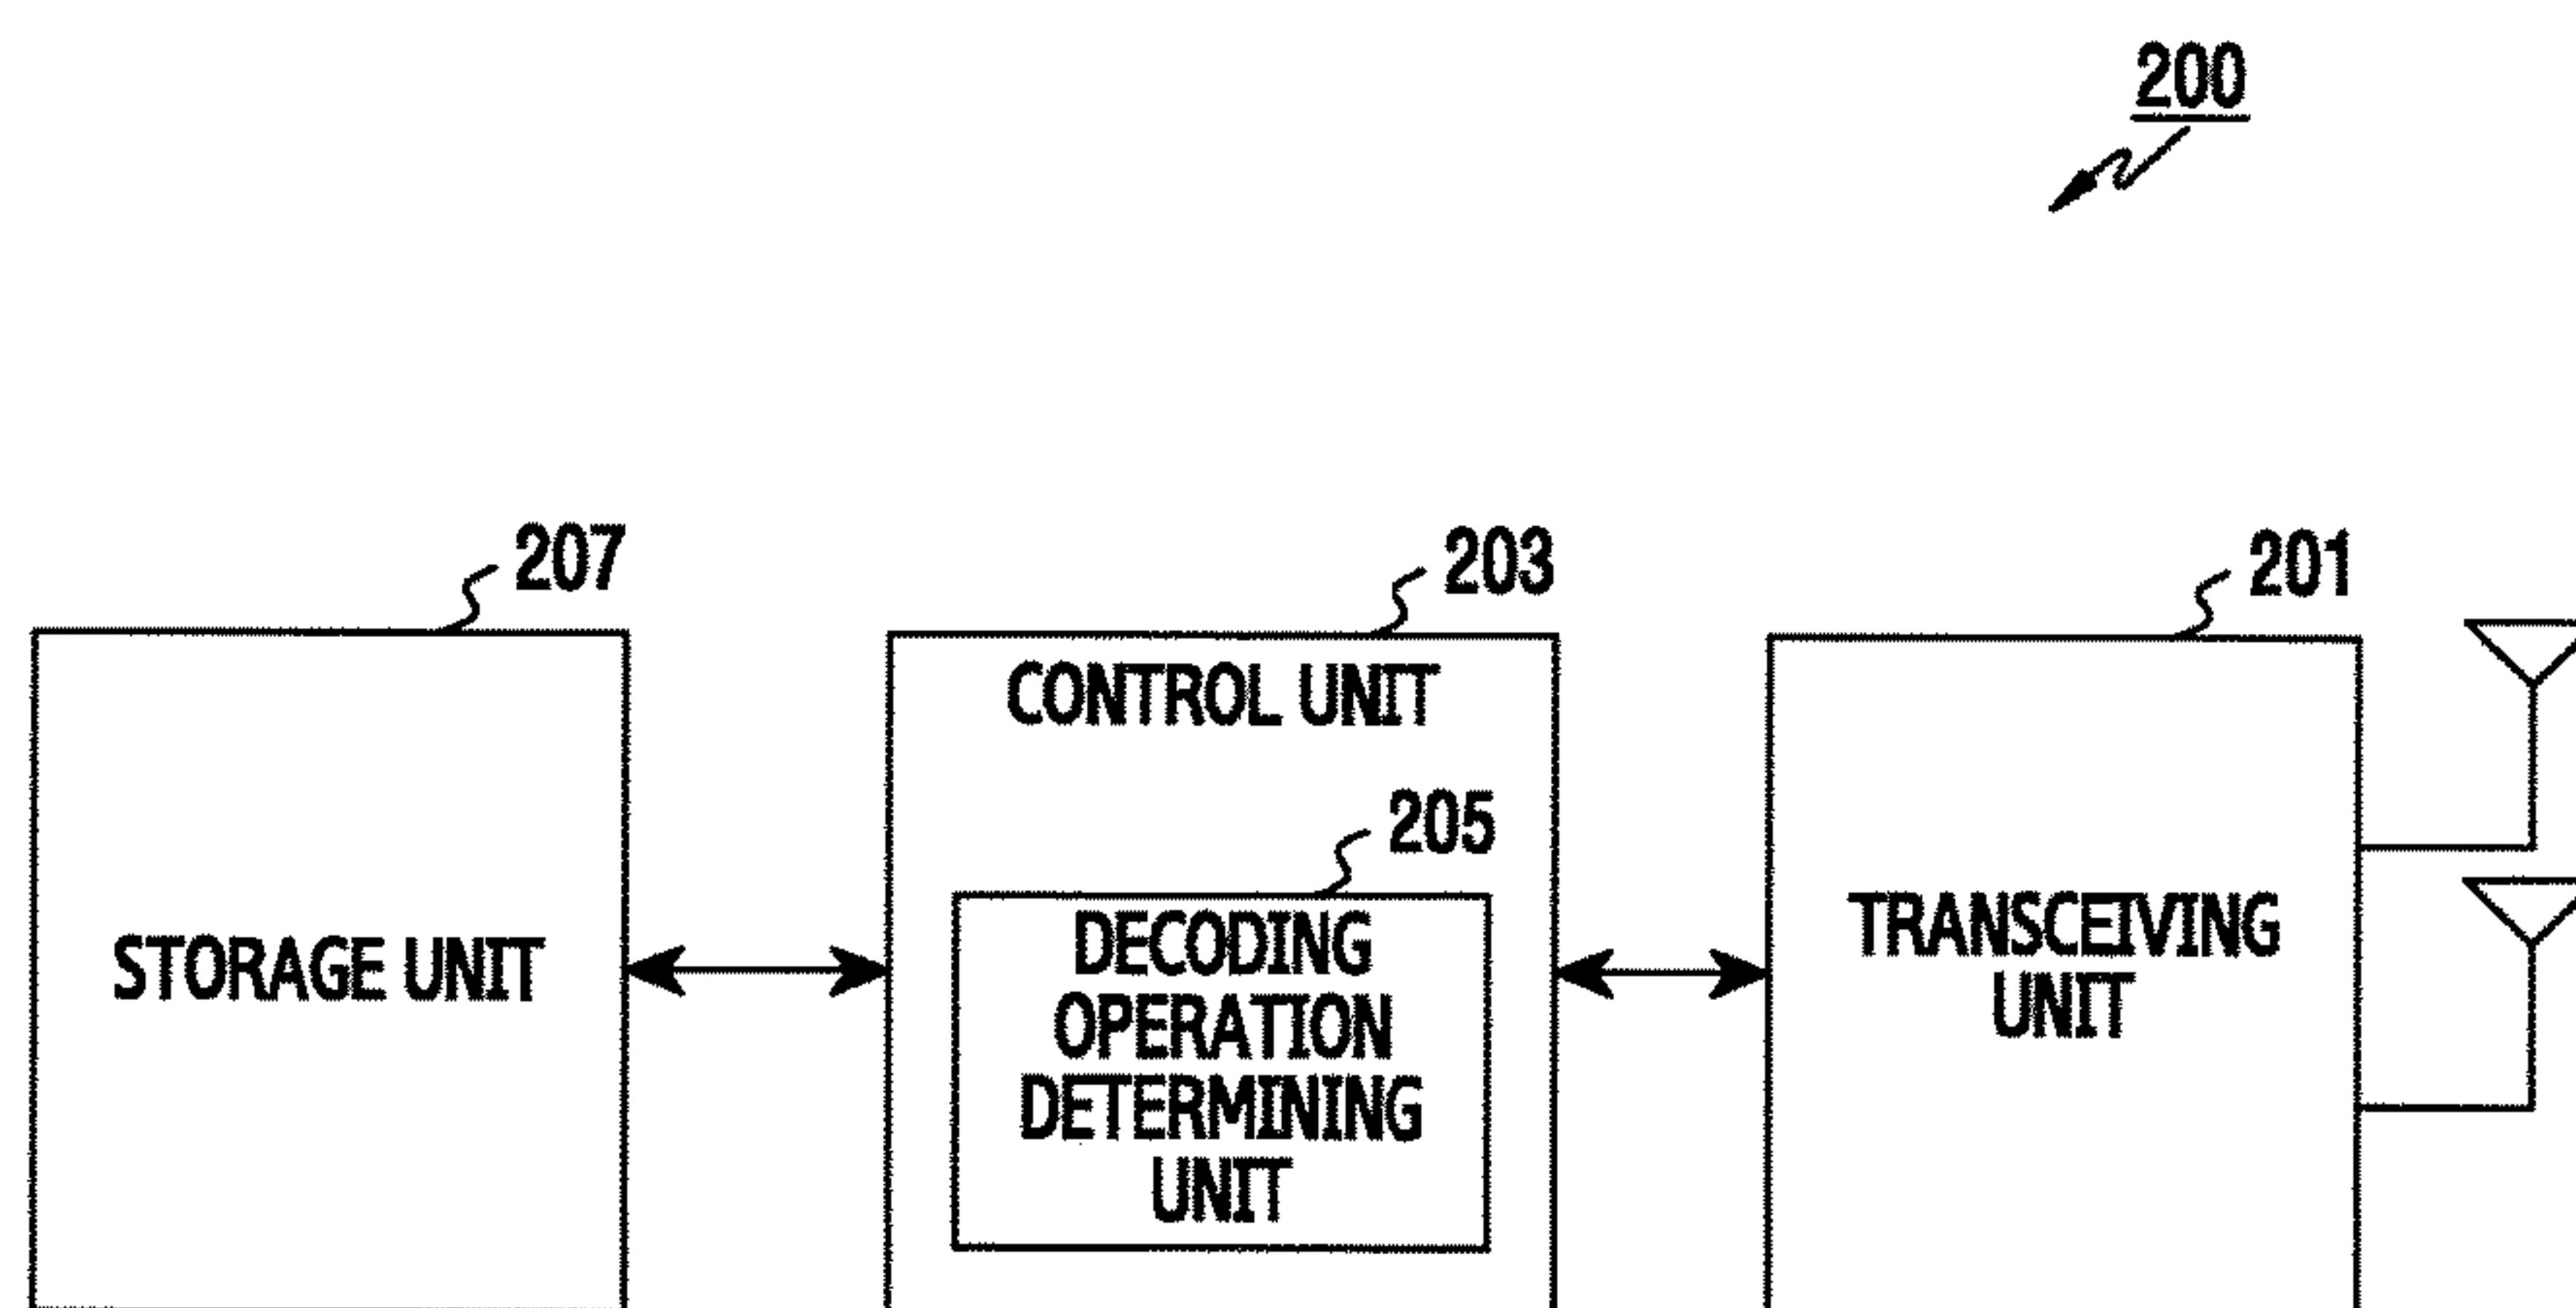 200
207
203
201
CONTROL UNIT
205
STORAGE UNIT
DECODING
OPERATION
DETERMINING
UNIT
TRANSCEIVING
UNIT